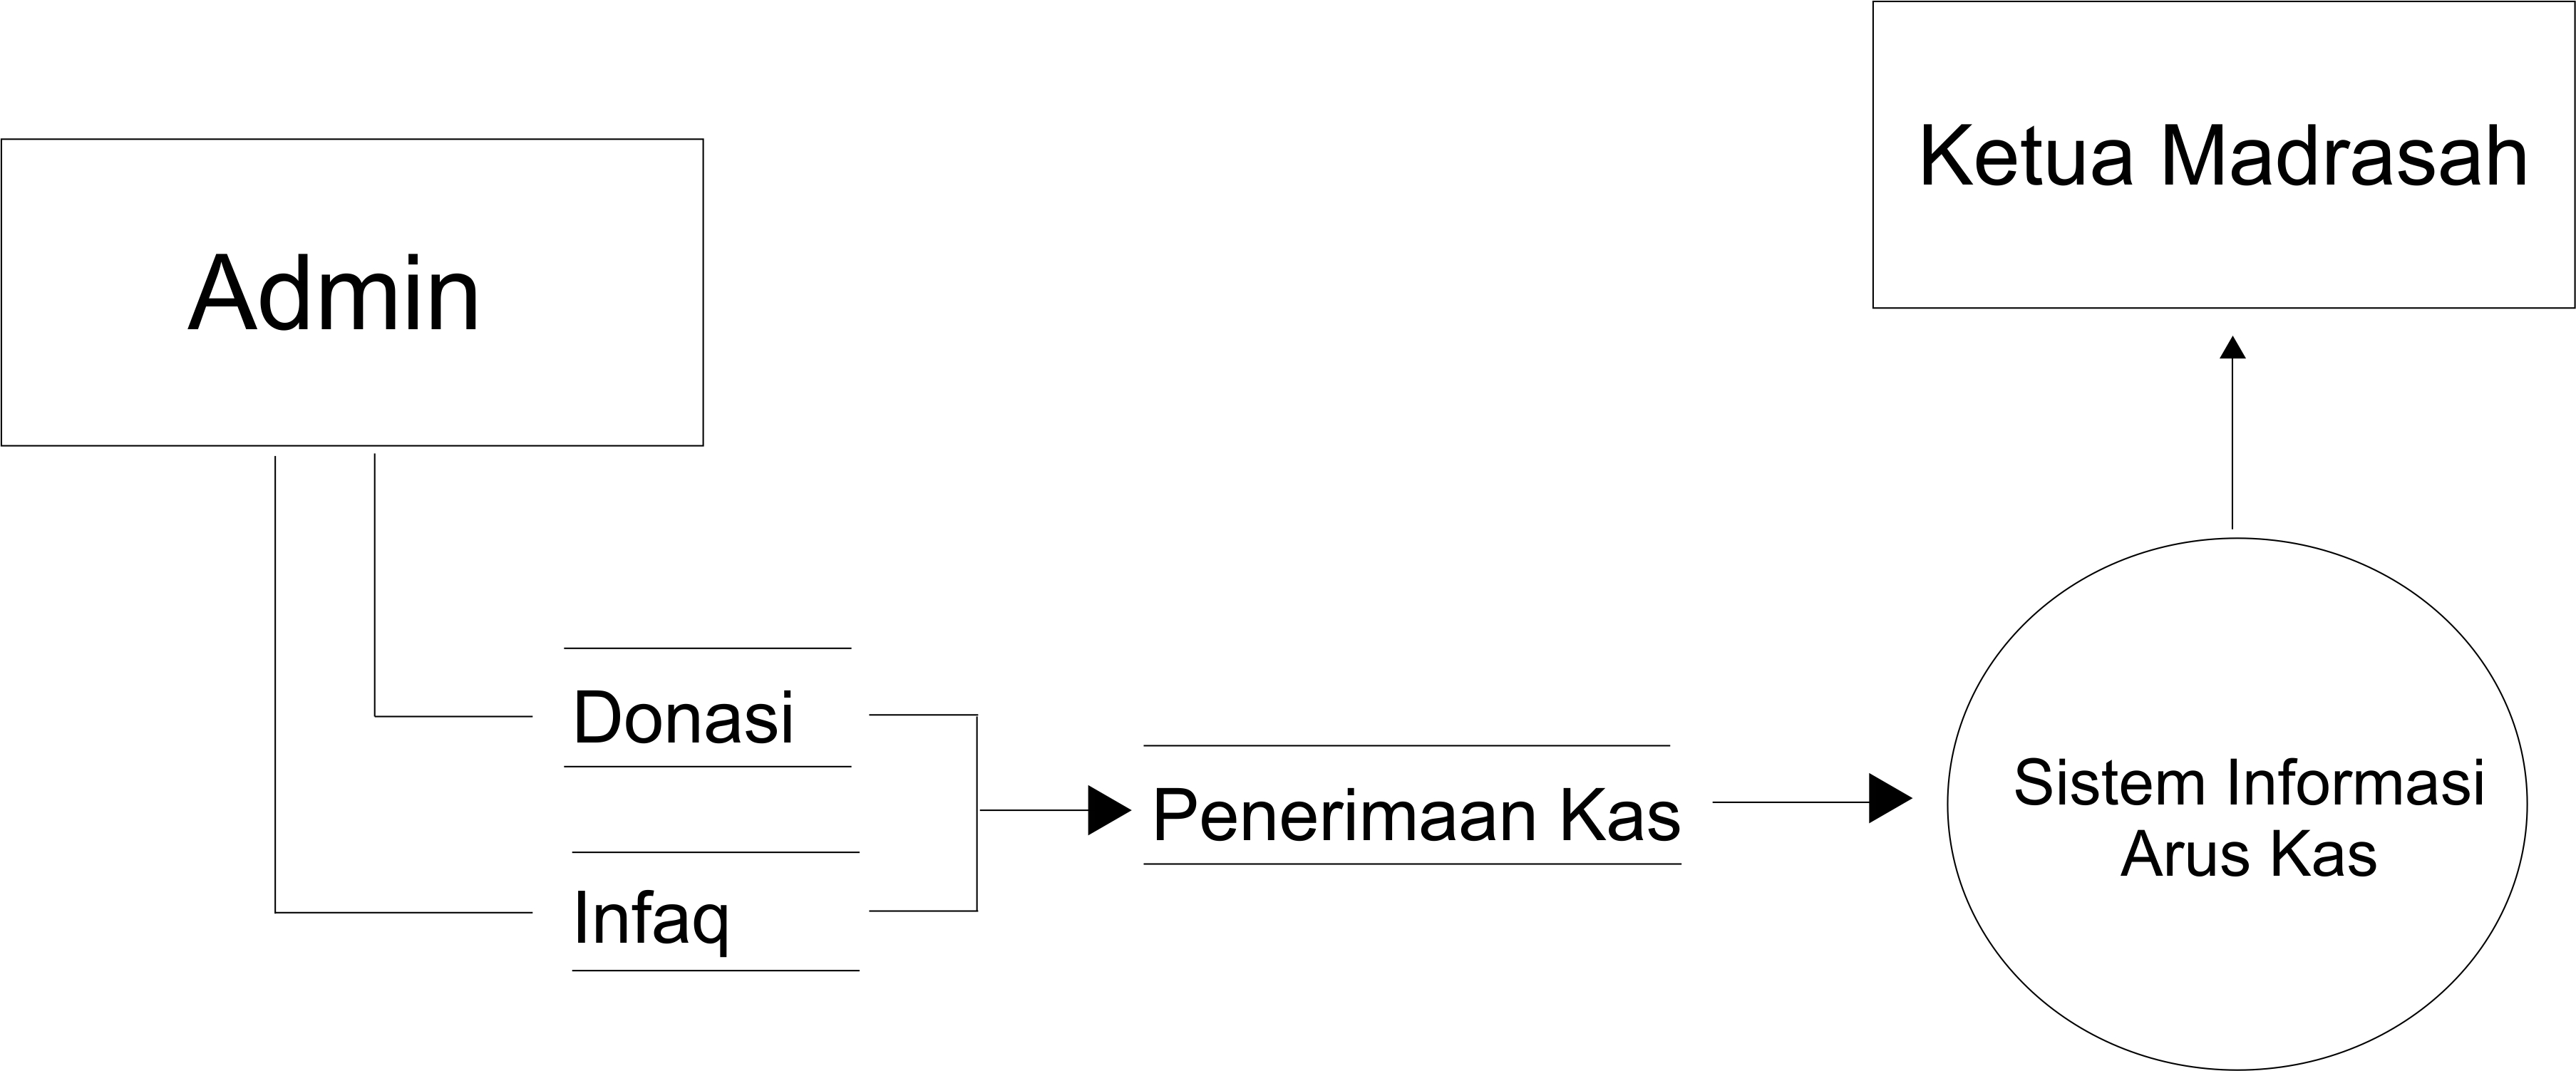 Ketua Madrasah
Admin
Donasi
Infaq
Penerimaan Kas
Sistem Informasi
Arus Kas